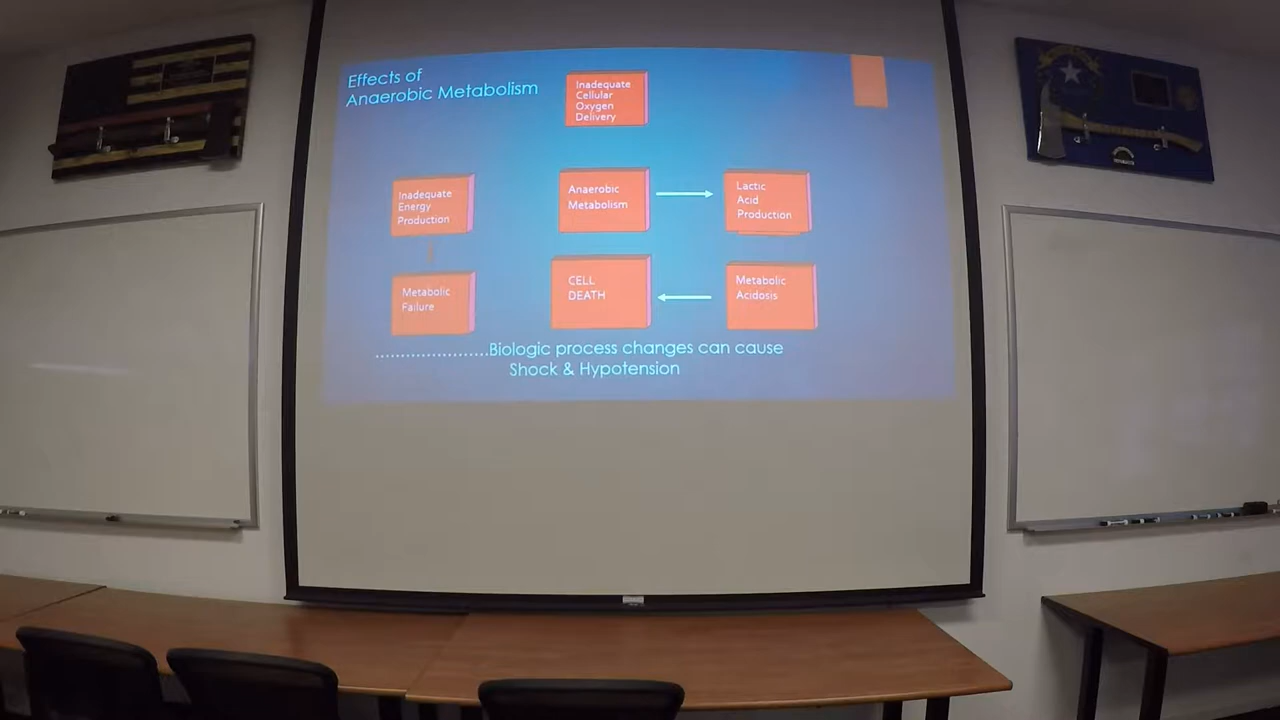 Effects of
Anaerobic Metabolism
Inadequate
Cellular
Oxygen
Delivery
Inadequate
Energy
Production
Anaerobic
Metabolism
Lactic
Acid
Production
Metabolic
Failure
CELL
DEATH
Metabolic
Acidosis
......................Biologic process changes can cause
Shock & Hypotension